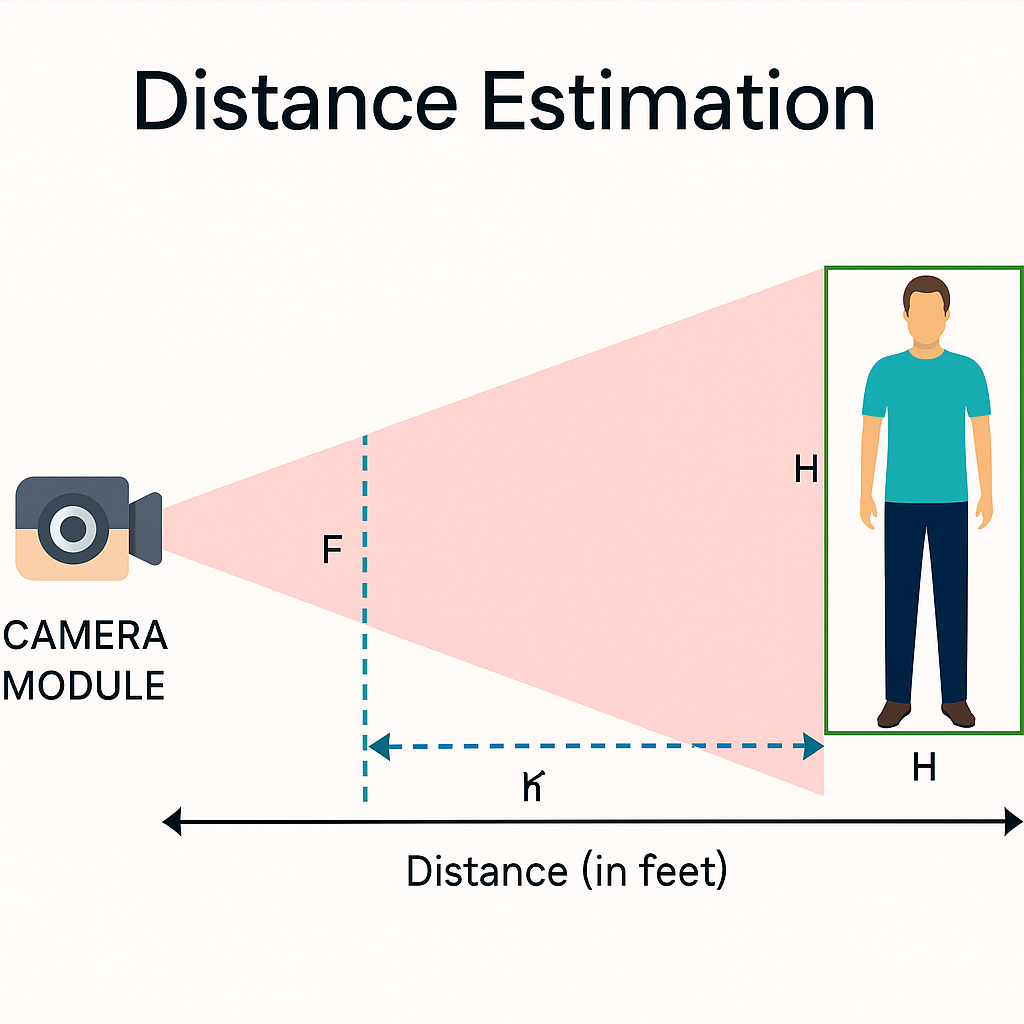 Distance Estimation
H
F
CAMERA
MODULE
H
Distance (in feet)